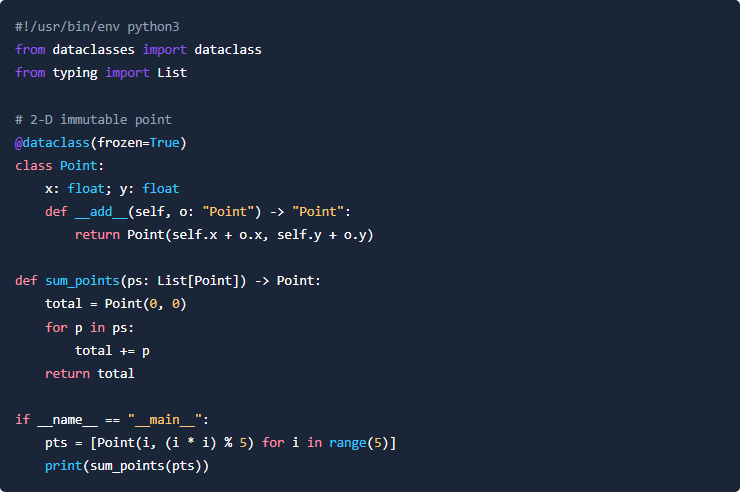 #!/usr/bin/env python3
from dataclasses import dataclass
from typing import List

# 2-D immutable point
@dataclass(frozen=True)
class Point:
    x: float; y: float
    def __add__(self, o: "Point") -> "Point":
        return Point(self.x + o.x, self.y + o.y)

def sum_points(ps: List[Point]) -> Point:
    total = Point(0, 0)
    for p in ps:
        total += p
    return total

if __name__ == "__main__":
    pts = [Point(i, (i * i) % 5) for i in range(5)]
    print(sum_points(pts))